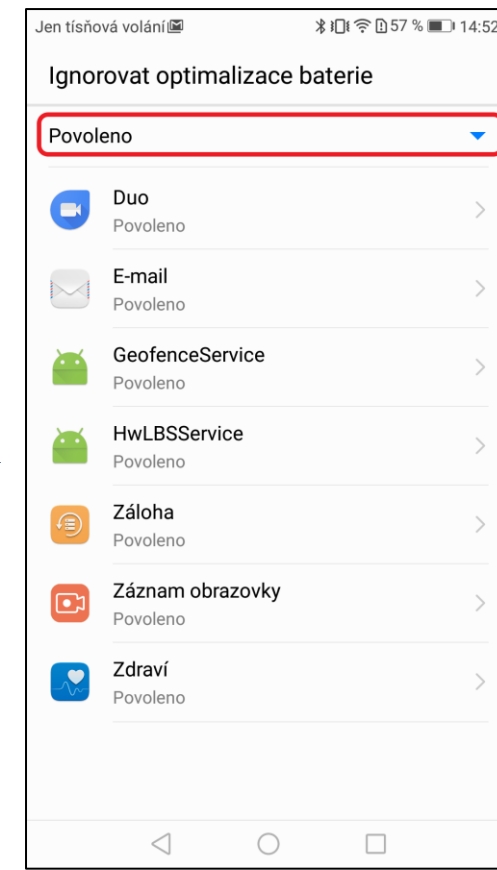 Jen tísňová volání 57 % 14:52
Ignorovat optimalizace baterie
Povoleno
Duo
Povoleno
E-mail
Povoleno
GeofenceService
Povoleno
HwLBSService
Povoleno
Záloha
Povoleno
Záznam obrazovky
Povoleno
Zdraví
Povoleno